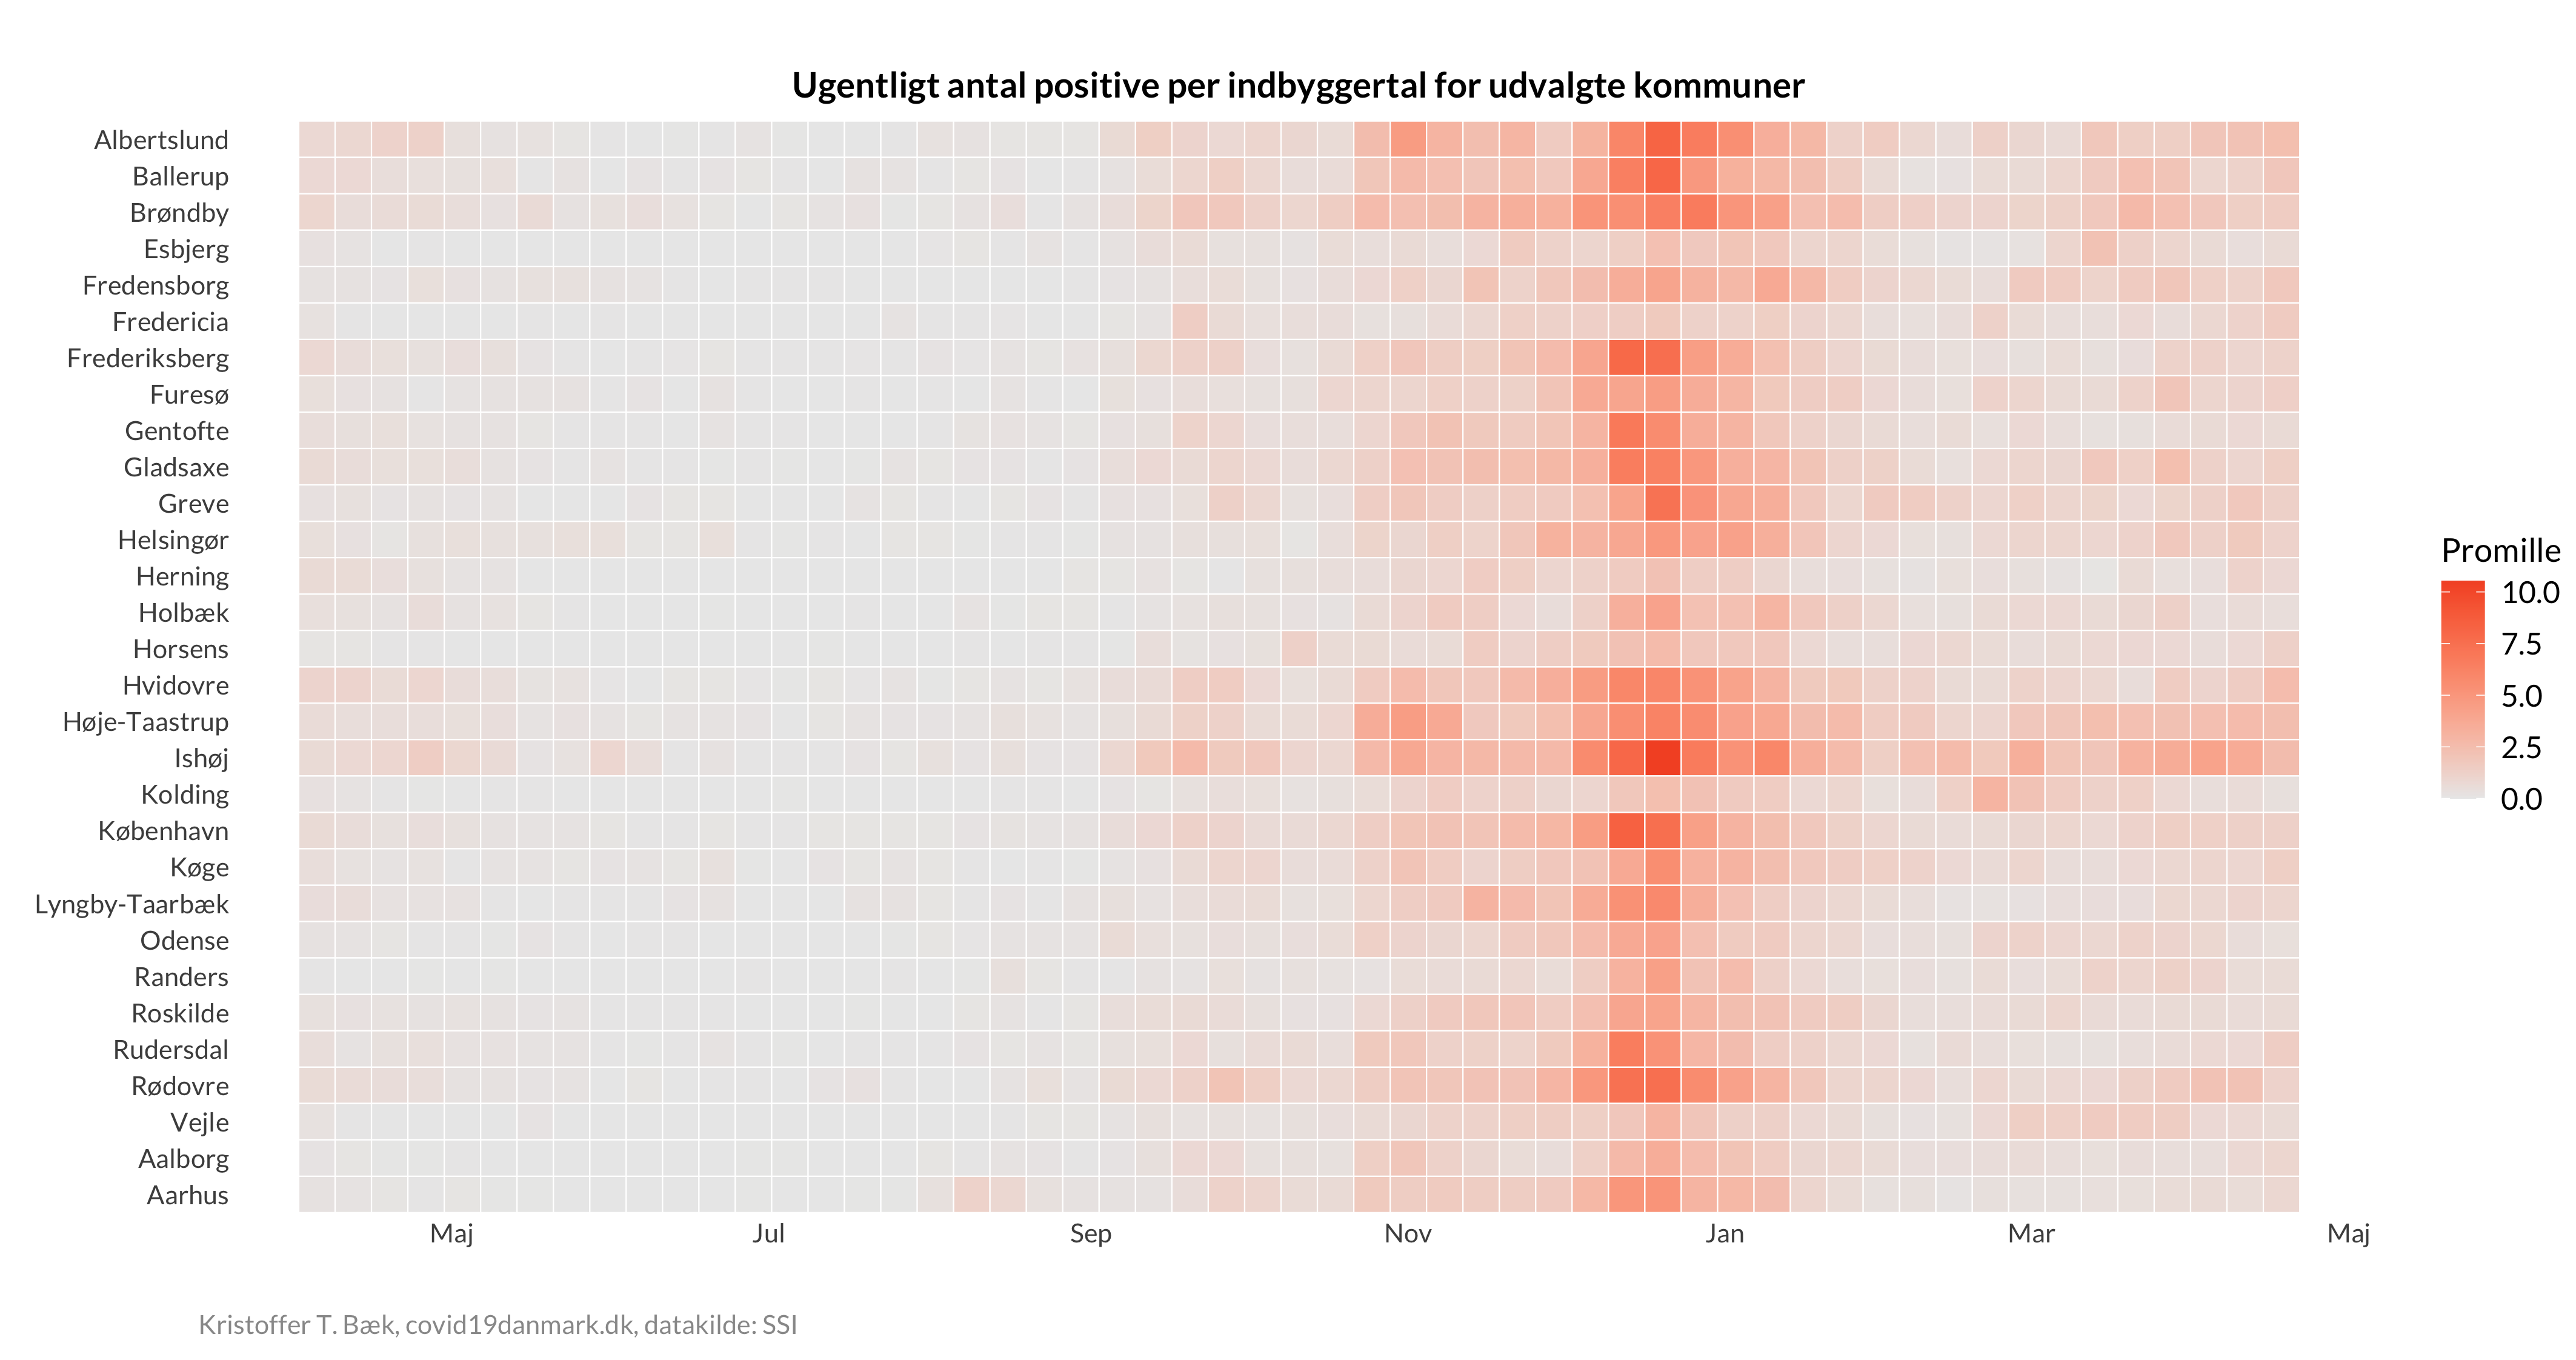 Ugentligt antal positive per indbyggertal for udvalgte kommuner
Albertslund
Ballerup
Brøndby
Esbjerg
Fredensborg
Fredericia
Frederiksberg
Furesø
Gentofte
Gladsaxe
Greve
Helsingør
Herning
Holbæk
Horsens
Hvidovre
Høje-Taastrup
Ishøj
Kolding
København
Køge
Lyngby-Taarbæk
Odense
Randers
Roskilde
Rudersdal
Rødovre
Vejle
Aalborg
Aarhus
Maj Jul Sep Nov Jan Mar Maj
Promille
10.0
7.5
5.0
2.5
0.0
Kristoffer T. Bæk, covid19danmark.dk, datakilde: SSI